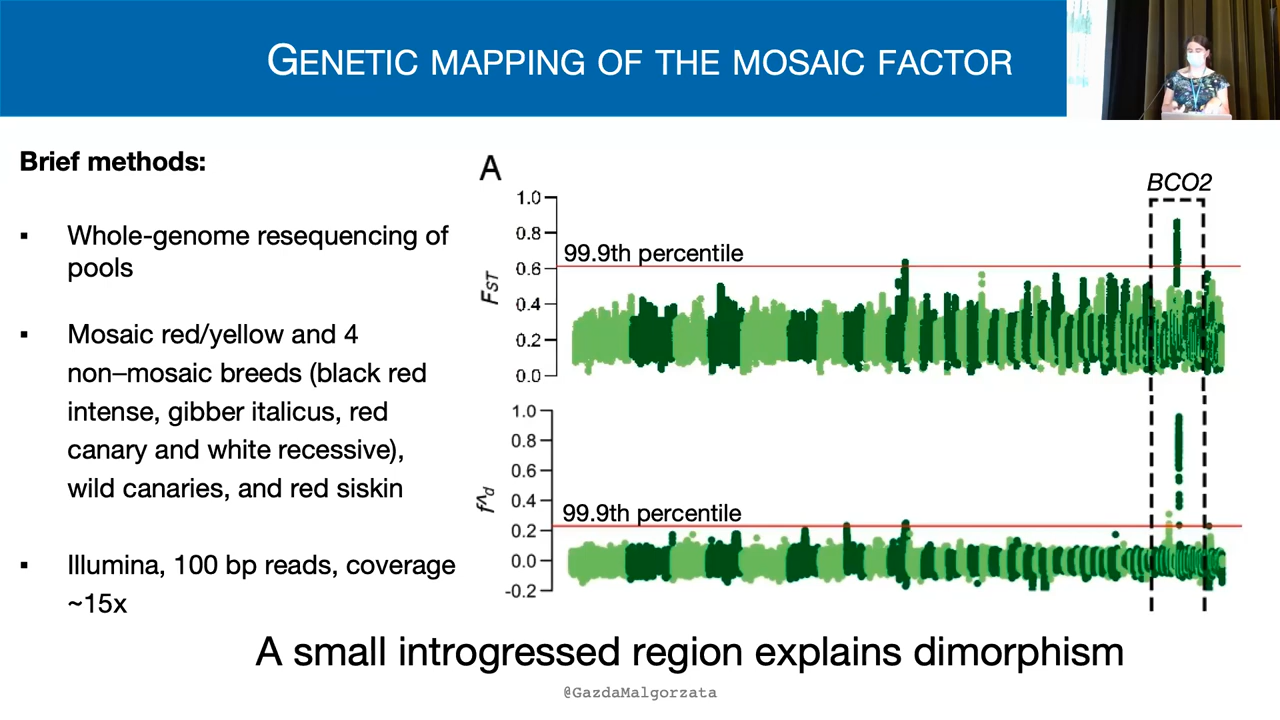 GENETIC MAPPING OF THE MOSAIC FACTOR
Brief methods:
▪ Whole-genome resequencing of
pools
▪ Mosaic red/yellow and 4
non–mosaic breeds (black red
intense, gibber italicus, red
canary and white recessive),
wild canaries, and red siskin
▪ Illumina, 100 bp reads, coverage
~15x
A
BCO2
1.0
0.8
99.9th percentile
0.6
FST
0.4
0.2
0.0
1.0
0.8
0.6
0.4
f^d
99.9th percentile
0.2
0.0
-0.2
A small introgressed region explains dimorphism
@GazdaMalgorzata